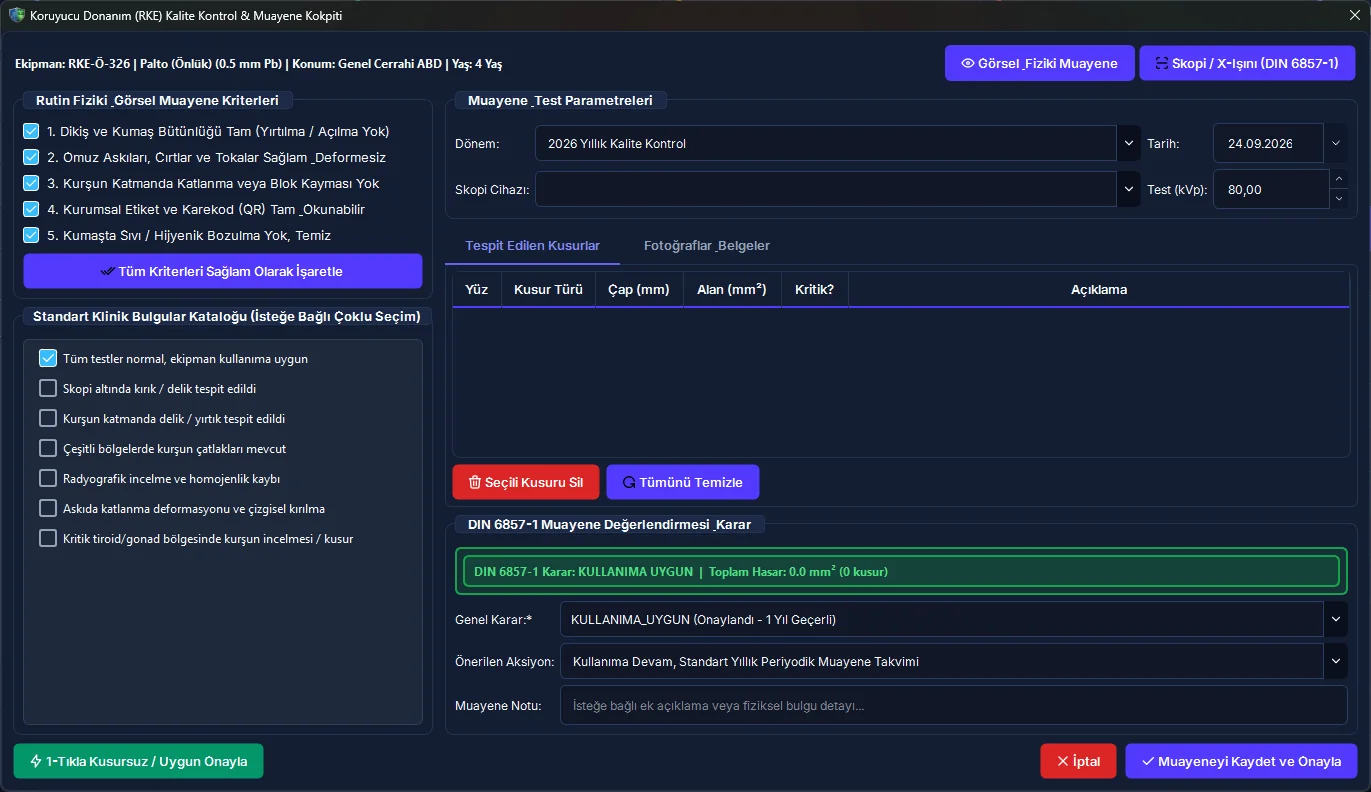 Koruyucu Donanım (RKE) Kalite Kontrol & Muayene Kokpiti
Ekipman: RKE-Ö-326 | Palto (Önlük) (0.5 mm Pb) | Konum: Genel Cerrahi ABD | Yaş: 4 Yaş
Görsel_Fiziki Muayene
Skopi / X-Işını (DIN 6857-1)
Rutin Fiziki_Görsel Muayene Kriterleri
1. Dikiş ve Kumaş Bütünlüğü Tam (Yırtılma / Açılma Yok)
2. Omuz Askıları, Cırtlar ve Tokalar Sağlam_Deformesiz
3. Kurşun Katmanda Katlanma veya Blok Kayması Yok
4. Kurumsal Etiket ve Karekod (QR) Tam_Okunabilir
5. Kumaşta Sıvı / Hijyenik Bozulma Yok, Temiz
Tüm Kriterleri Sağlam Olarak İşaretle
Standart Klinik Bulgular Kataloğu (İsteğe Bağlı Çoklu Seçim)
Tüm testler normal, ekipman kullanıma uygun
Skopi altında kırık / delik tespit edildi
Kurşun katmanda delik / yırtık tespit edildi
Çeşitli bölgelerde kurşun çatlakları mevcut
Radyografik incelme ve homojenlik kaybı
Askıda katlanma deformasyonu ve çizgisel kırılma
Kritik tiroid/gonad bölgesinde kurşun incelmesi / kusur
Muayene_Test Parametreleri
Dönem: 2026 Yıllık Kalite Kontrol Tarih: 24.09.2026
Skopi Cihazı: Test (kVp): 80,00
Tespit Edilen Kusurlar Fotoğraflar_Belgeler
Yüz Kusur Türü Çap (mm) Alan (mm²) Kritik? Açıklama
Seçili Kusuru Sil Tümünü Temizle
DIN 6857-1 Muayene Değerlendirmesi_Karar
DIN 6857-1 Karar: KULLANIMA UYGUN | Toplam Hasar: 0.0 mm² (0 kusur)
Genel Karar:* KULLANIMA_UYGUN (Onaylandı - 1 Yıl Geçerli)
Önerilen Aksiyon: Kullanıma Devam, Standart Yıllık Periyodik Muayene Takvimi
Muayene Notu: İsteğe bağlı ek açıklama veya fiziksel bulgu detayı...
1-Tıkla Kusursuz / Uygun Onayla
İptal
Muayeneyi Kaydet ve Onayla